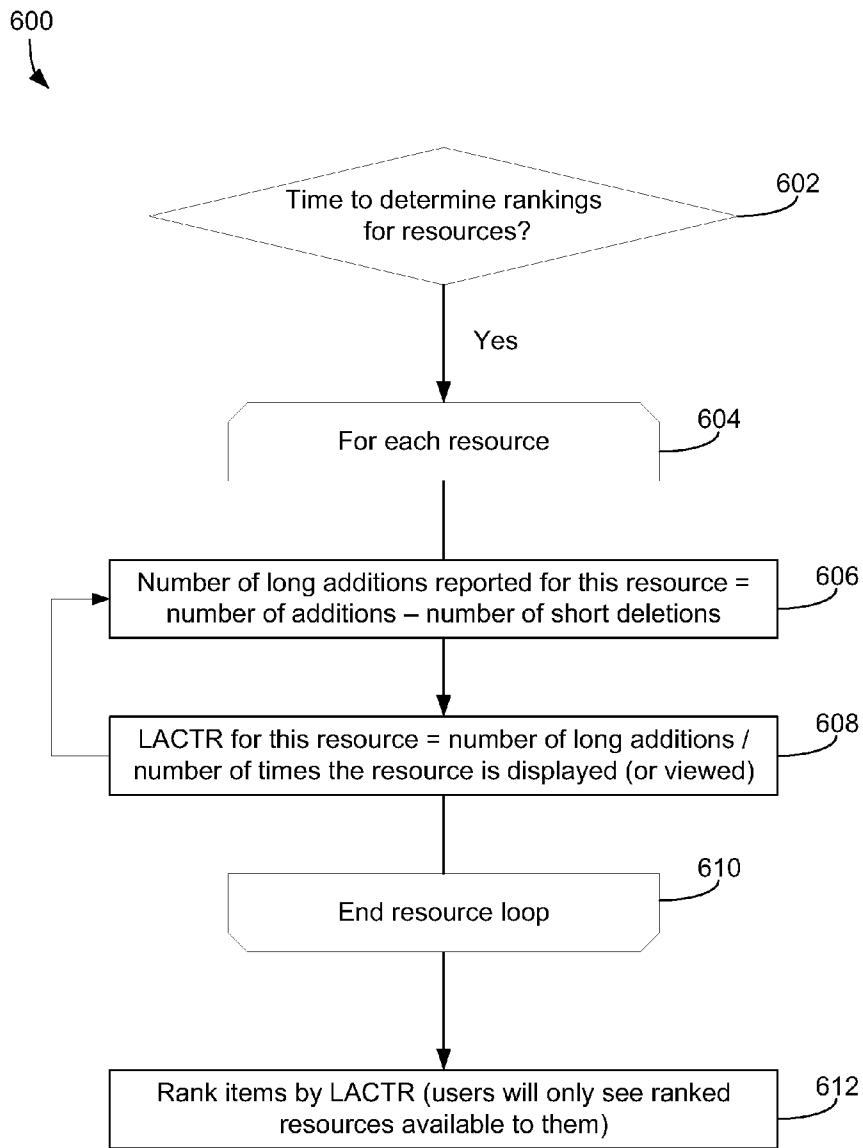 600
Time to determine rankings
for resources?
602
Yes
For each resource
604
Number of long additions reported for this resource =
number of additions – number of short deletions
606
LACTR for this resource = number of long additions /
number of times the resource is displayed (or viewed)
608
End resource loop
610
Rank items by LACTR (users will only see ranked
resources available to them)
612